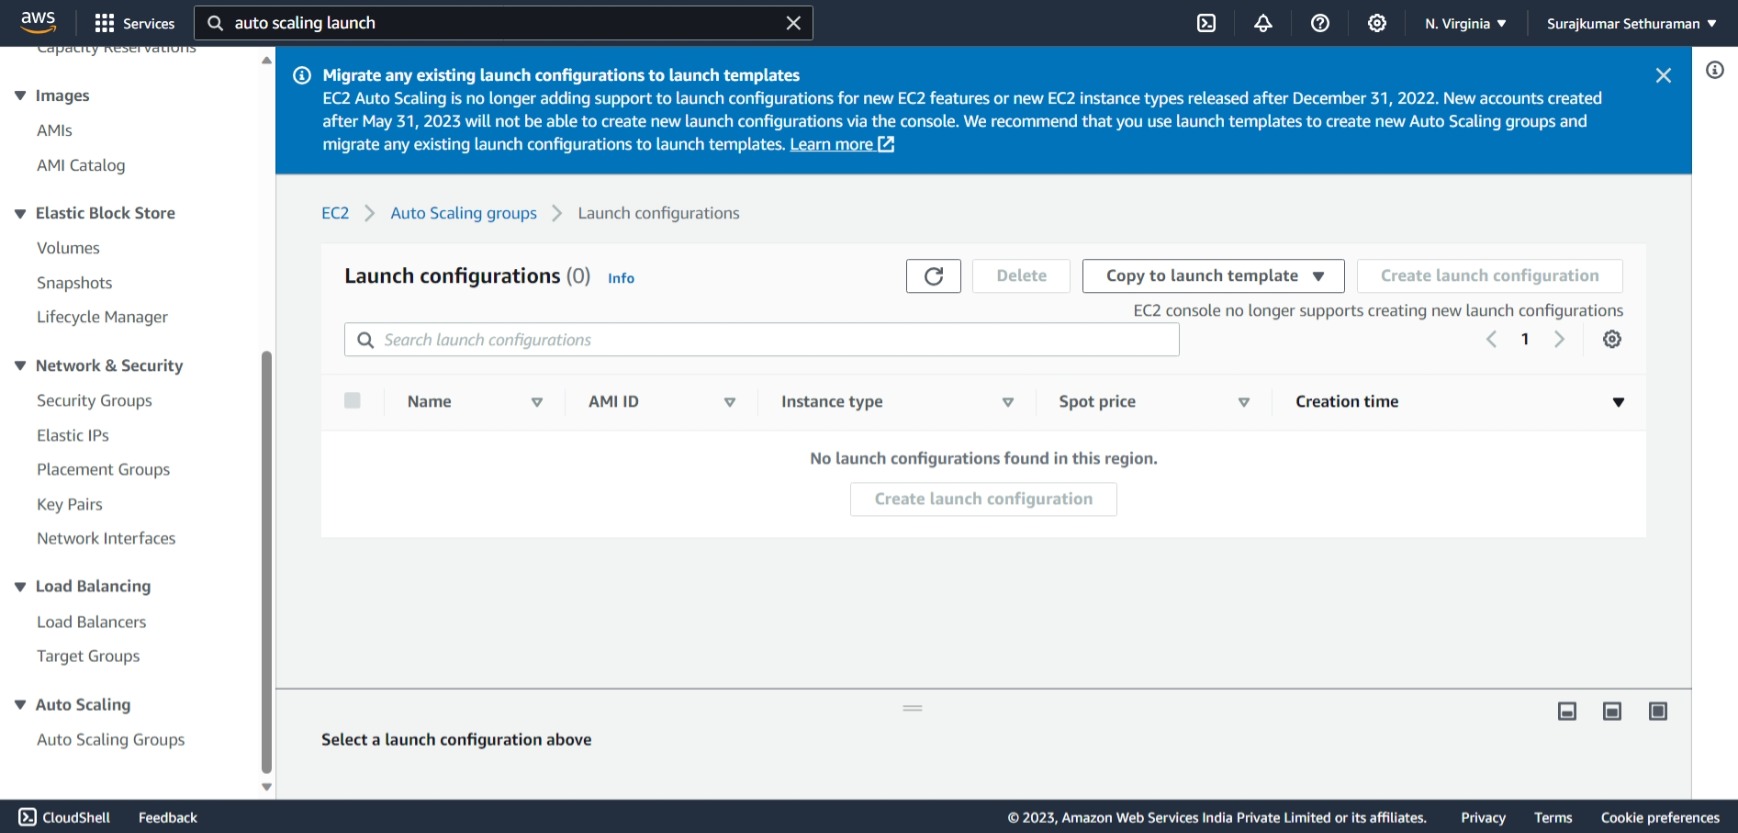 aws
Services
auto scaling launch
N. Virginia
Surajkumar Sethuraman
Capacity Reservations
Images
AMIs
AMI Catalog
Elastic Block Store
Volumes
Snapshots
Lifecycle Manager
Network & Security
Security Groups
Elastic IPs
Placement Groups
Key Pairs
Network Interfaces
Load Balancing
Load Balancers
Target Groups
Auto Scaling
Auto Scaling Groups
Migrate any existing launch configurations to launch templates
EC2 Auto Scaling is no longer adding support to launch configurations for new EC2 features or new EC2 instance types released after December 31, 2022. New accounts created
after May 31, 2023 will not be able to create new launch configurations via the console. We recommend that you use launch templates to create new Auto Scaling groups and
migrate any existing launch configurations to launch templates. Learn more
EC2 Auto Scaling groups Launch configurations
Launch configurations (0) Info
Delete
Copy to launch template
Create launch configuration
EC2 console no longer supports creating new launch configurations
Search launch configurations
1
Name AMI ID Instance type Spot price Creation time
No launch configurations found in this region.
Create launch configuration
Select a launch configuration above
CloudShell Feedback
© 2023, Amazon Web Services India Private Limited or its affiliates. Privacy Terms Cookie preferences